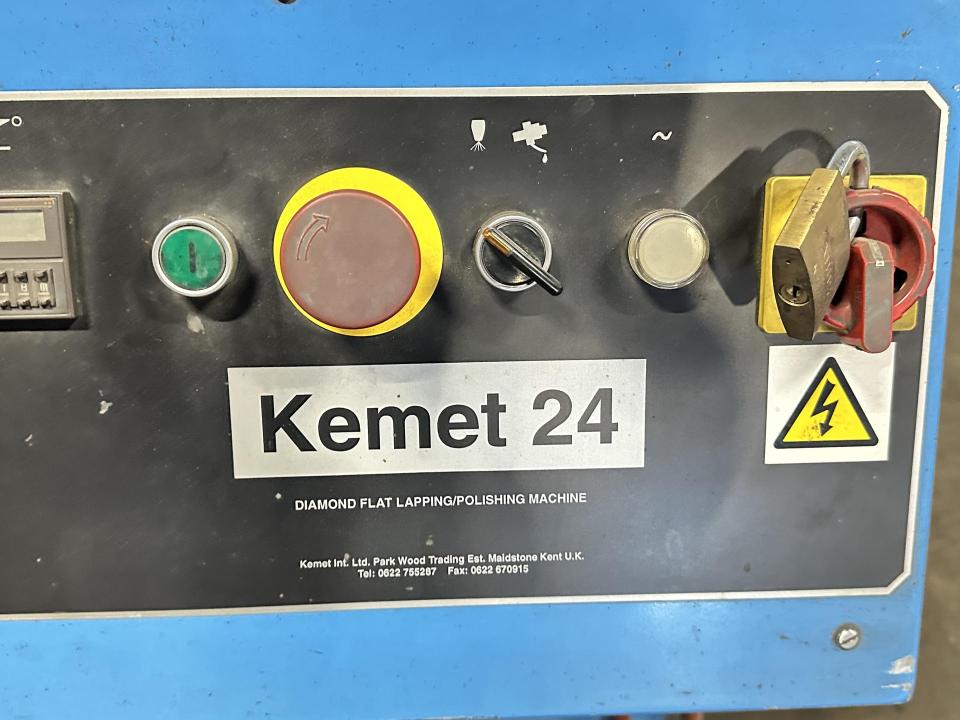 Kemet 24
DIAMOND FLAT LAPPING/POLISHING MACHINE
Kemet Int. Ltd. Park Wood Trading Est. Maidstone Kent U.K.
Tel: 0622 755287 Fax: 0622 670915